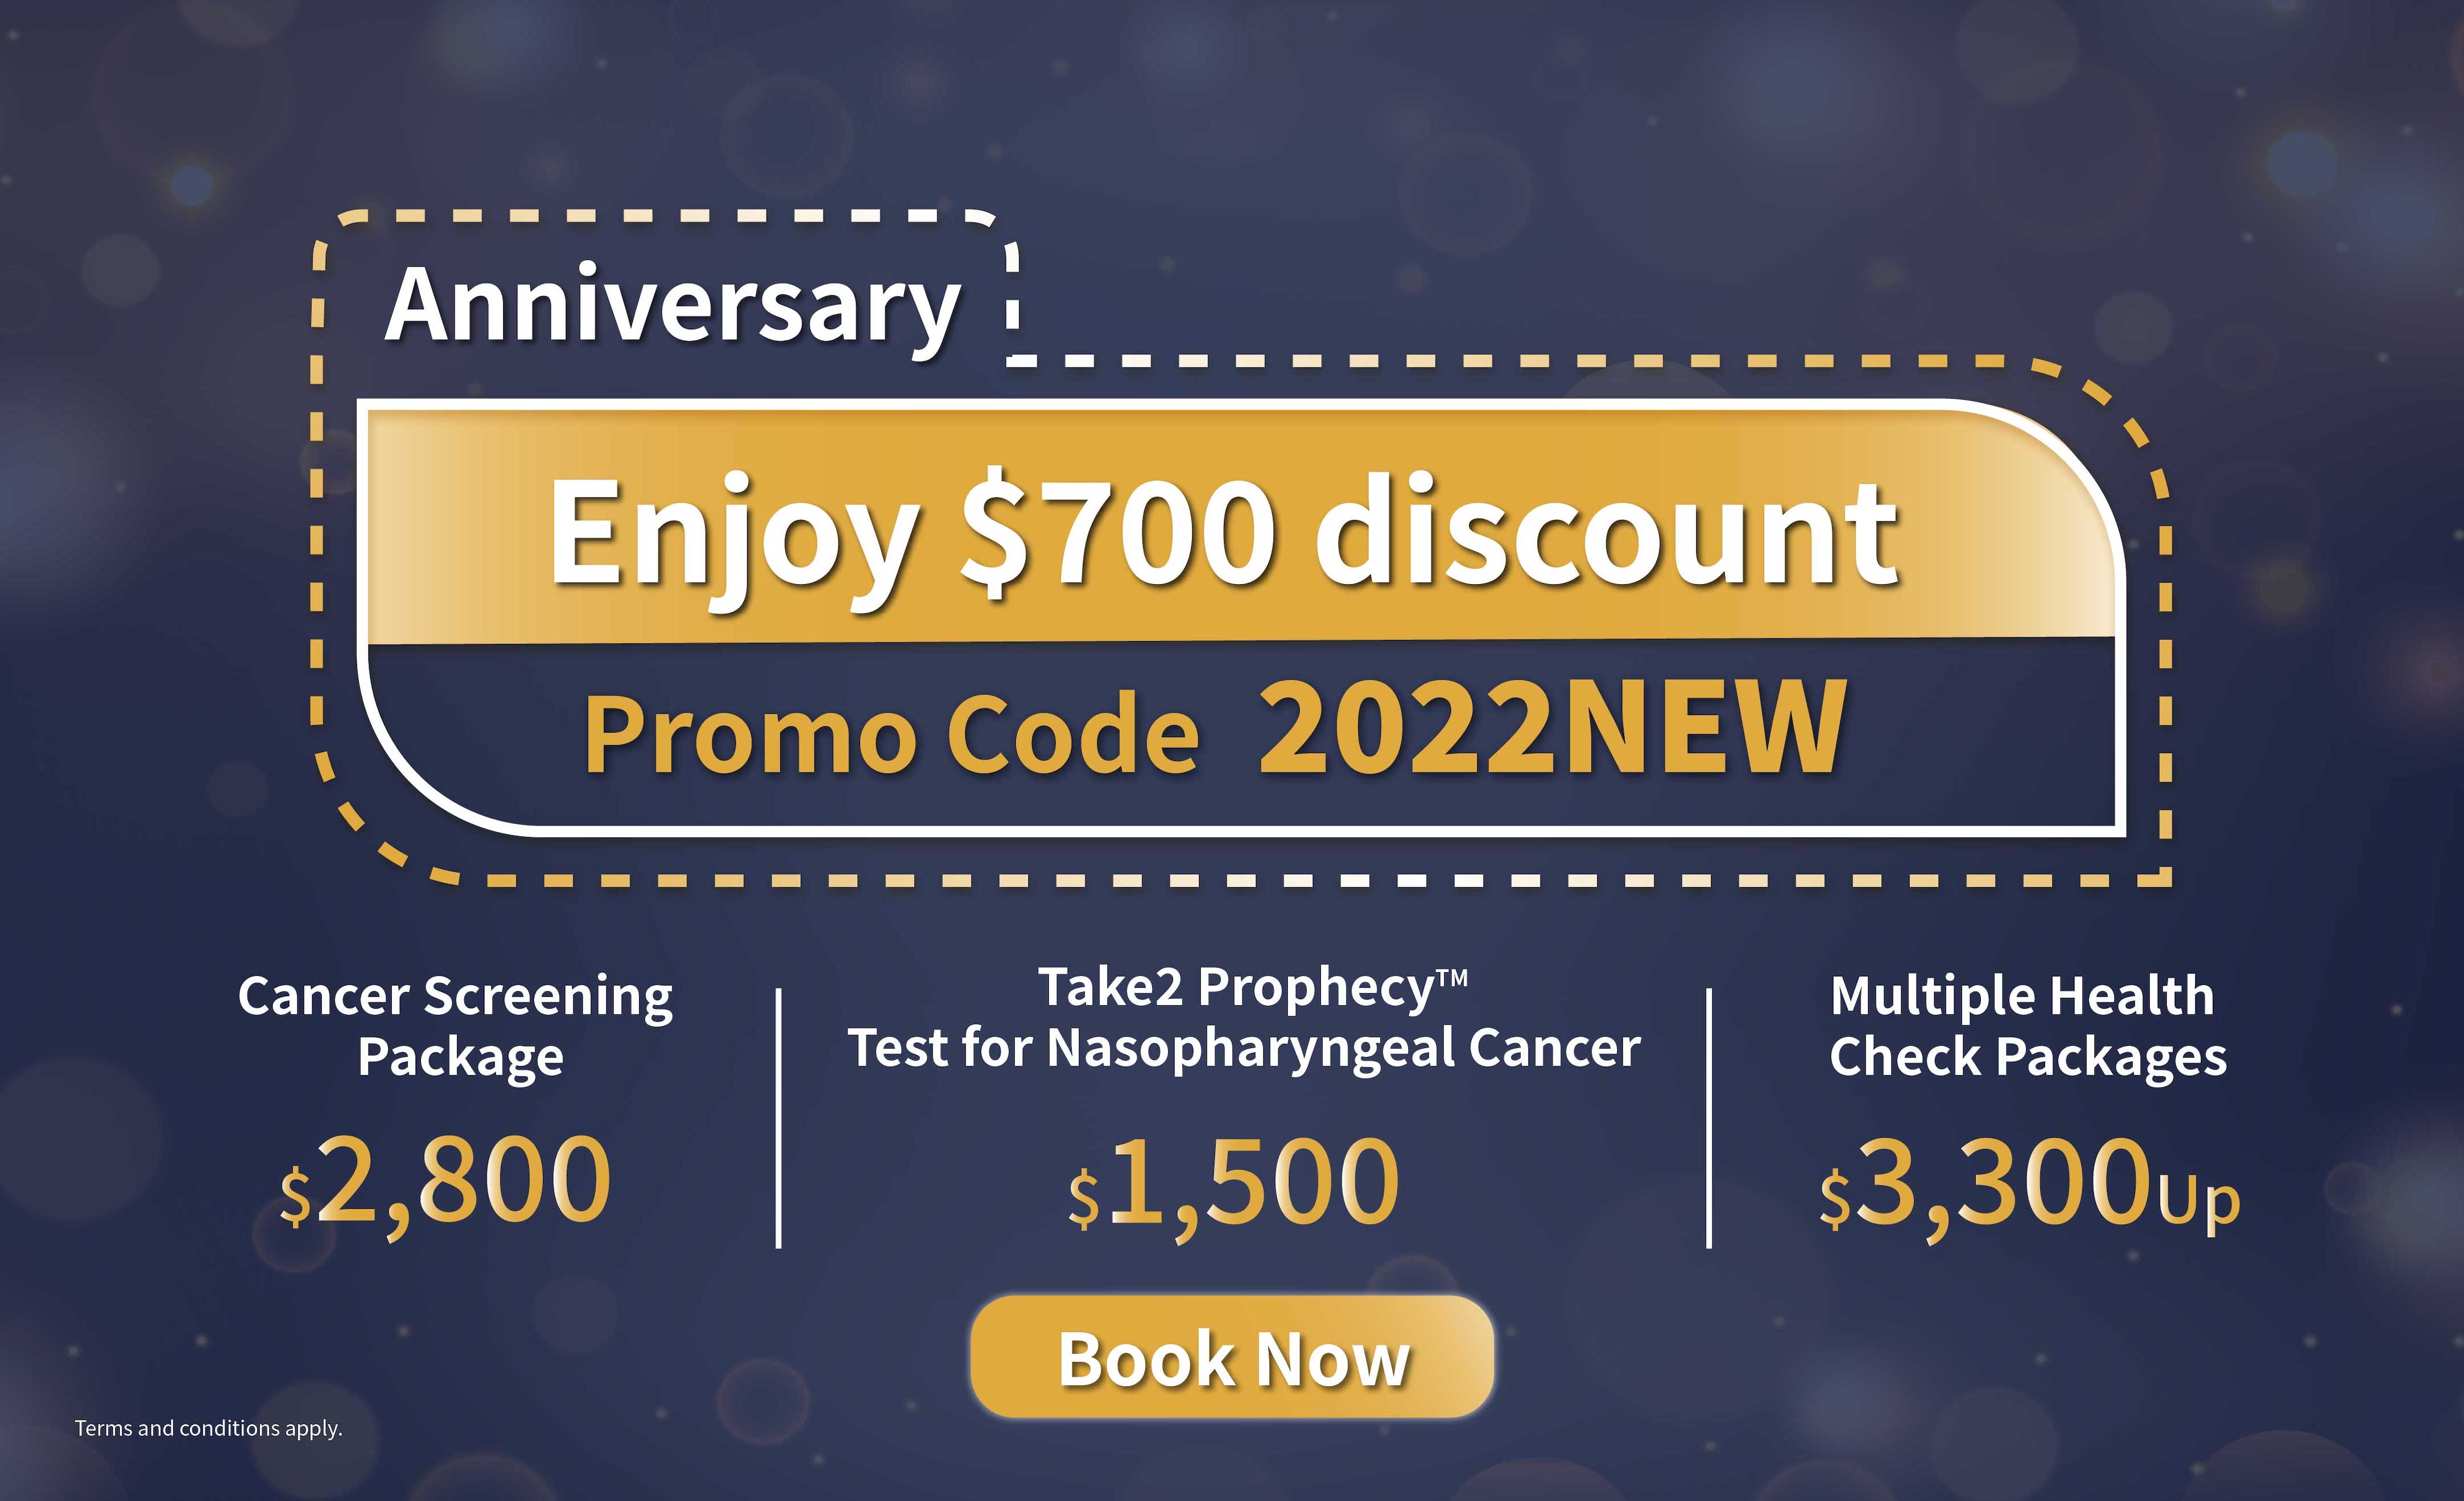 Anniversary
Enjoy $700 discount
Promo Code 2022NEW
Cancer Screening
Package
$2,800
Take2 Prophecy™
Test for Nasopharyngeal Cancer
$1,500
Multiple Health
Check Packages
$3,300Up
Book Now
Terms and conditions apply.